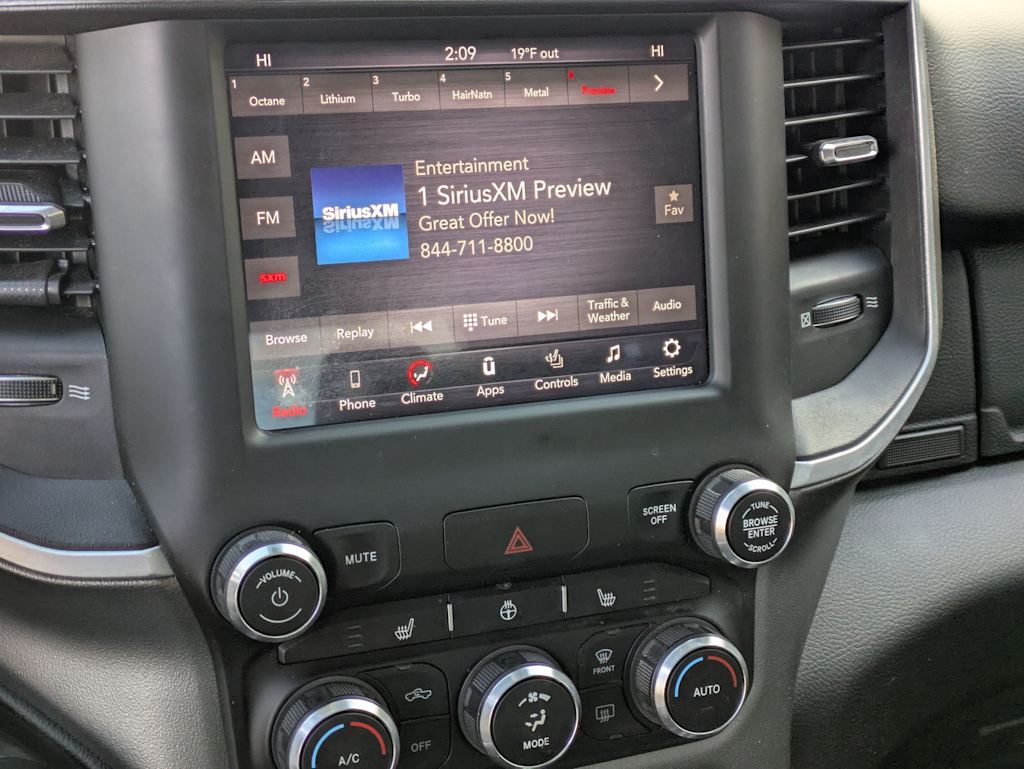 HI 2:09 19°F out HI
1 Octane 2 Lithium 3 Turbo 4 HairNatn 5 Metal Preview
AM
FM
sxm
SiriusXM
Entertainment
1 SiriusXM Preview
Great Offer Now!
844-711-8800
Fav
Browse Replay Tune Traffic & Weather Audio
Radio Phone Climate Apps Controls Media Settings
VOLUME
MUTE
SCREEN
OFF
TUNE
BROWSE
ENTER
SCROLL
A/C
OFF
MODE
FRONT
AUTO